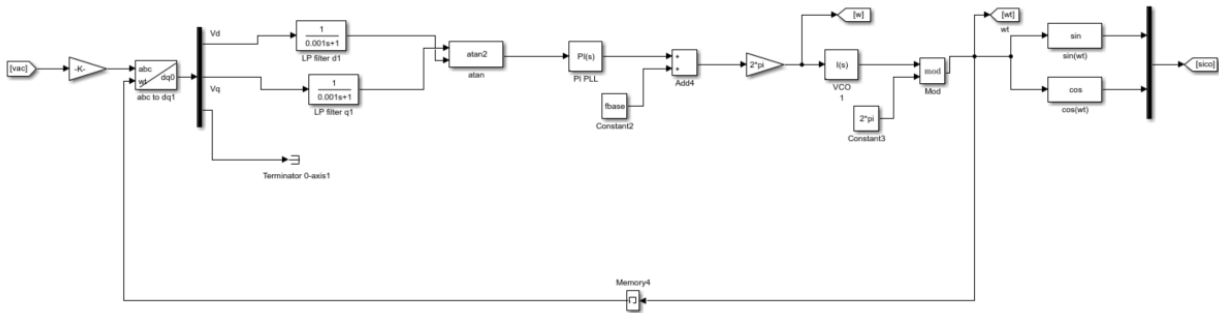 [vac]
-K-
abc
wt
dq0
abc to dq1
Vd
Vq
1
0.001s+1
LP filter d1
1
0.001s+1
LP filter q1
Terminator 0-axis1
atan2
atan
PI(s)
PI PLL
fbase
Constant2
+
+
Add4
2*pi
[w]
I(s)
VCO
1
2*pi
Constant3
mod
Mod
[wt]
wt
sin
sin(wt)
cos
cos(wt)
[sico]
Memory4